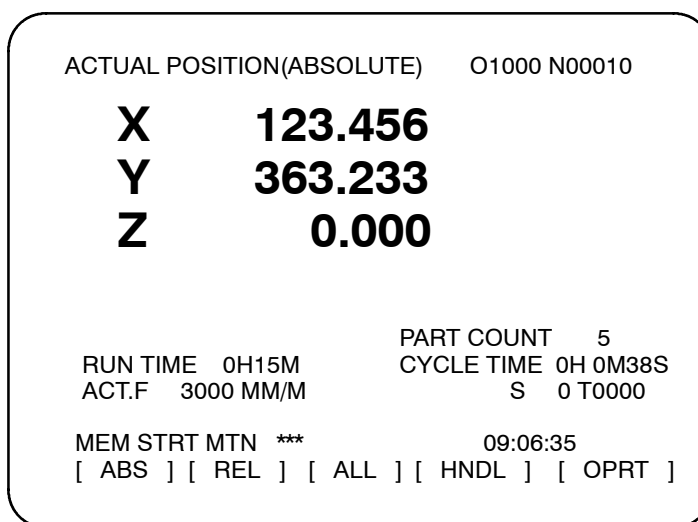 ACTUAL POSITION(ABSOLUTE) O1000 N00010
X 123.456
Y 363.233
Z 0.000
PART COUNT 5
RUN TIME 0H15M CYCLE TIME 0H 0M38S
ACT.F 3000 MM/M S 0 T0000
MEM STRT MTN *** 09:06:35
[ ABS ] [ REL ] [ ALL ] [ HNDL ] [ OPRT ]